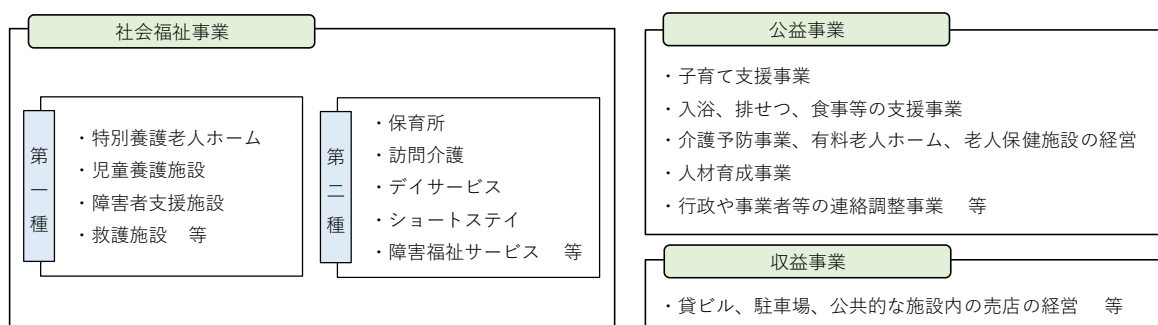 社会福祉事業
第一種
・特別養護老人ホーム
・児童養護施設
・障害者支援施設
・救護施設　等
第二種
・保育所
・訪問介護
・デイサービス
・ショートステイ
・障害福祉サービス　等
公益事業
・子育て支援事業
・入浴、排せつ、食事等の支援事業
・介護予防事業、有料老人ホーム、老人保健施設の経営
・人材育成事業
・行政や事業者等の連絡調整事業　等
収益事業
・貸ビル、駐車場、公共的な施設内の売店の経営　等